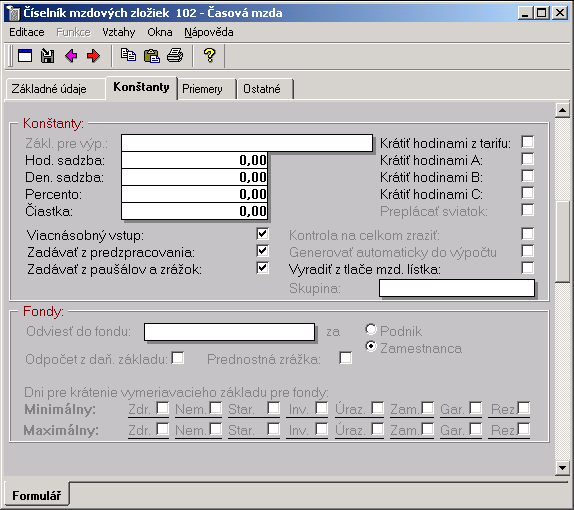 Číselník mzdových zložiek  102 - Časová mzda
Editace Funkce Vztahy Okna Nápověda
Základné údaje Konštanty Priemery Ostatné
Konštanty:
Zákl. pre výp.: Krátiť hodinami z tarifu:
Hod. sadzba: 0,00 Krátiť hodinami A:
Den. sadzba: 0,00 Krátiť hodinami B:
Percento: 0,00 Krátiť hodinami C:
Čiastka: 0,00 Preplácať sviatok:
Viacnásobný vstup: Kontrola na celkom zraziť:
Zadávať z predzpracovania: Generovať automaticky do výpočtu
Zadávať z paušálov a zrážok: Vyradiť z tlače mzd. lístka:
Skupina:
Fondy:
Odviesť do fondu: za Podnik
Zamestnanca
Odpočet z daň. základu: Prednostná zrážka:
Dni pre krátenie vymeriavacieho základu pre fondy:
Minimálny: Zdr. Nem. Star. Inv. Úraz. Zam. Gar. Rez
Maximálny: Zdr. Nem. Star. Inv. Úraz. Zam. Gar. Rez
Formulář